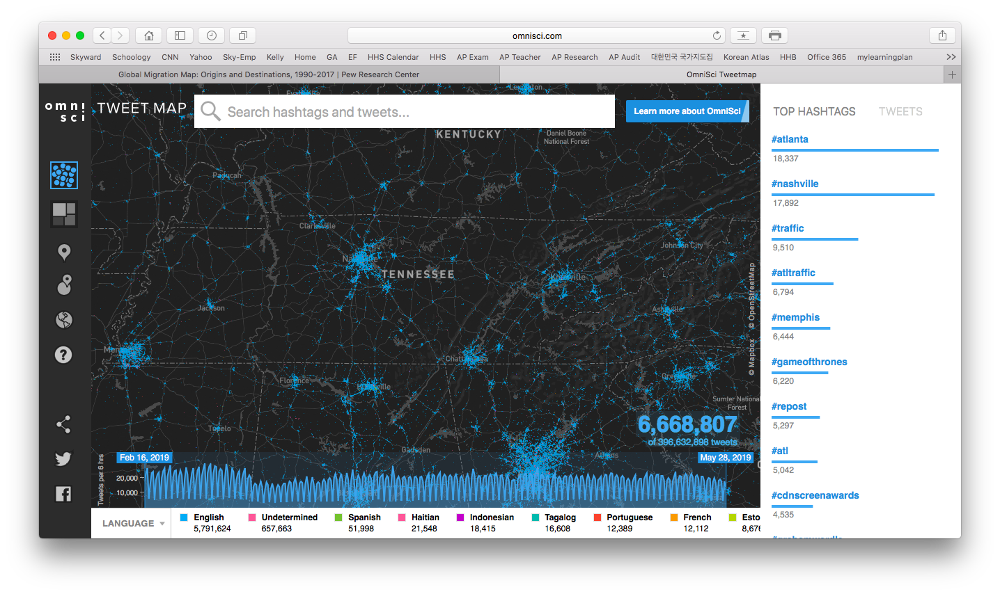 omnisci.com
Skyward Schoology CNN Yahoo Sky-Emp Kelly Home GA EF HHS Calendar HHS AP Exam AP Teacher AP Research AP Audit 대한민국 국가지도집 Korean Atlas HHB Office 365 mylearningplan >>
Global Migration Map: Origins and Destinations, 1990-2017 | Pew Research Center
OmniSci Tweetmap
omni
sci
TWEET MAP
Search hashtags and tweets...
Learn more about OmniSci
Lexington
KENTUCKY
Daniel Boone
National Forest
Paducah
Clarksville
Nashville
TENNESSEE
Johnson City
Knoxville
Jackson
Asheville
Memphis
Chattanooga
Florence
Huntsville
Greenville
Sumter National
Forest
Tupelo
Gadsden
Athens
© Mapbox © OpenStreetMap
6,668,807
of 396,632,898 tweets
Feb 16, 2019
May 28, 2019
Tweets per 6 hrs
20,000
10,000
LANGUAGE
English
5,791,624
Undetermined
657,663
Spanish
51,998
Haitian
21,548
Indonesian
18,415
Tagalog
16,608
Portuguese
12,389
French
12,112
Esto
8,676
TOP HASHTAGS TWEETS
#atlanta
18,337
#nashville
17,892
#traffic
9,510
#atltraffic
6,794
#memphis
6,444
#gameofthrones
6,220
#repost
5,297
#atl
5,042
#cdnscreenawards
4,535